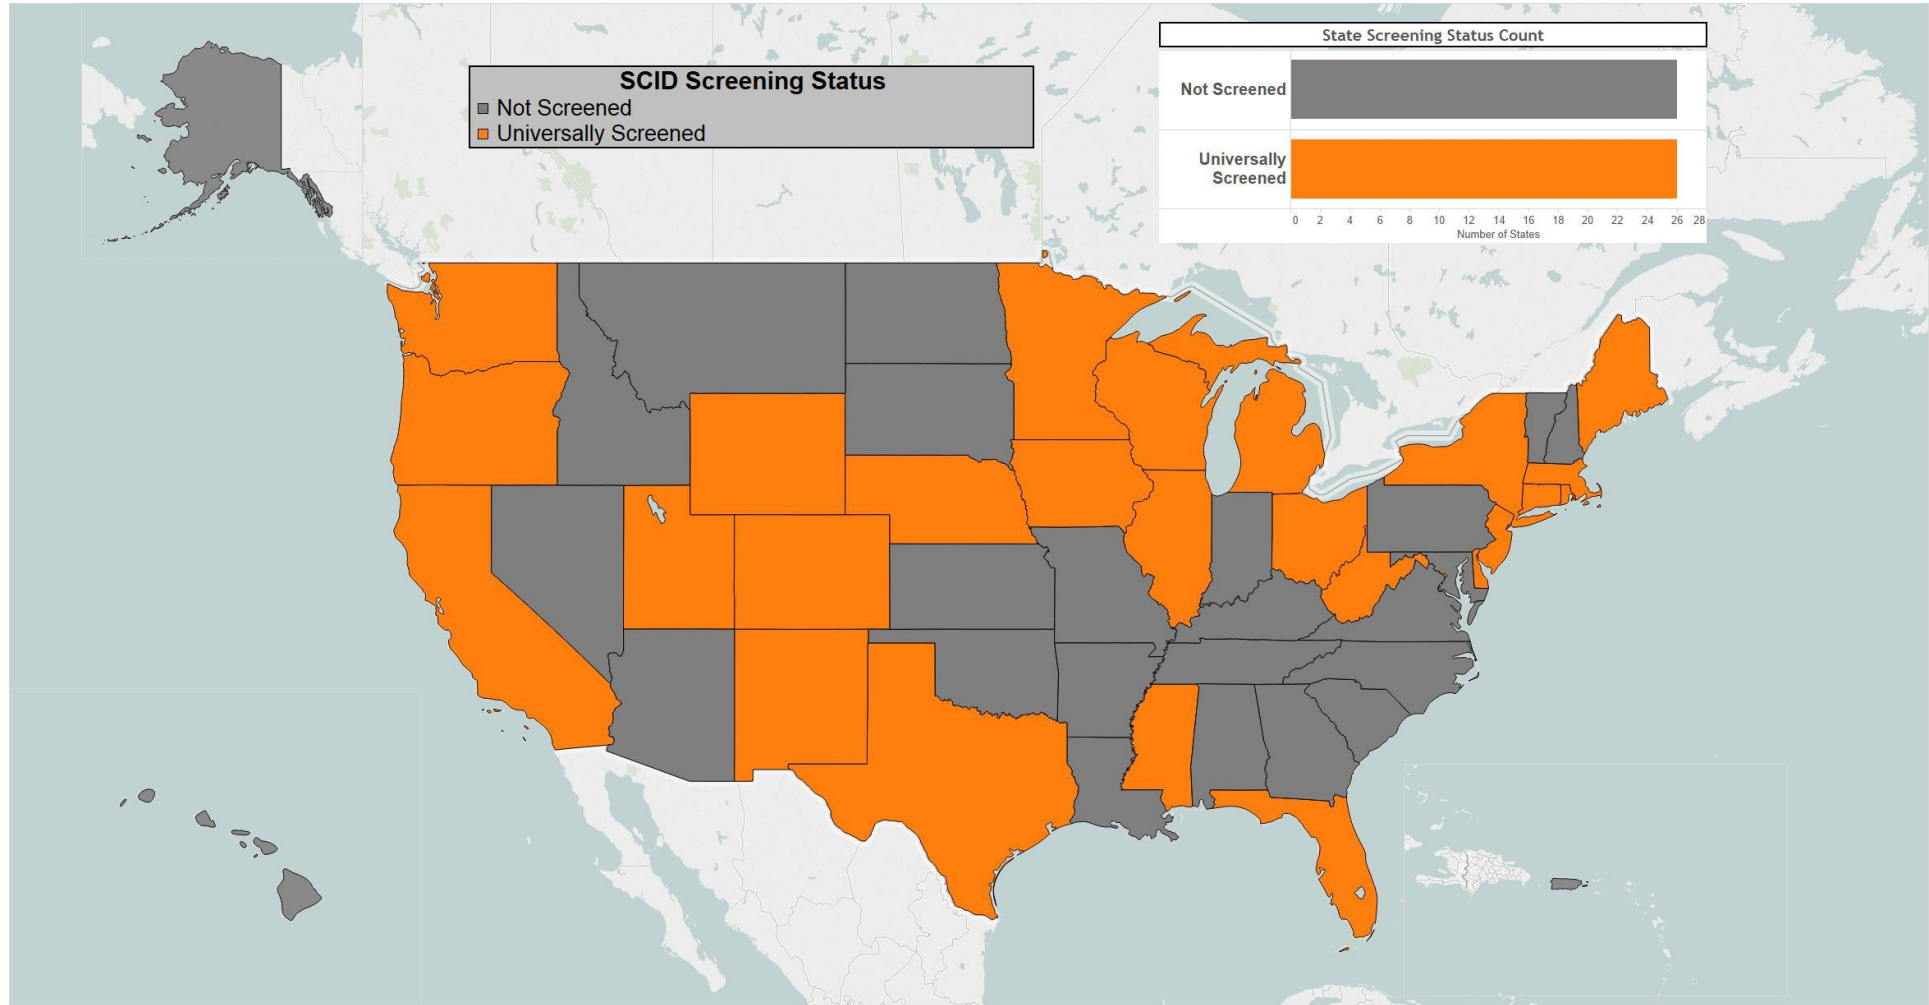 SCID Screening Status
Not Screened
Universally Screened
State Screening Status Count
Not Screened
Universally
Screened
0 2 4 6 8 10 12 14 16 18 20 22 24 26 28
Number of States